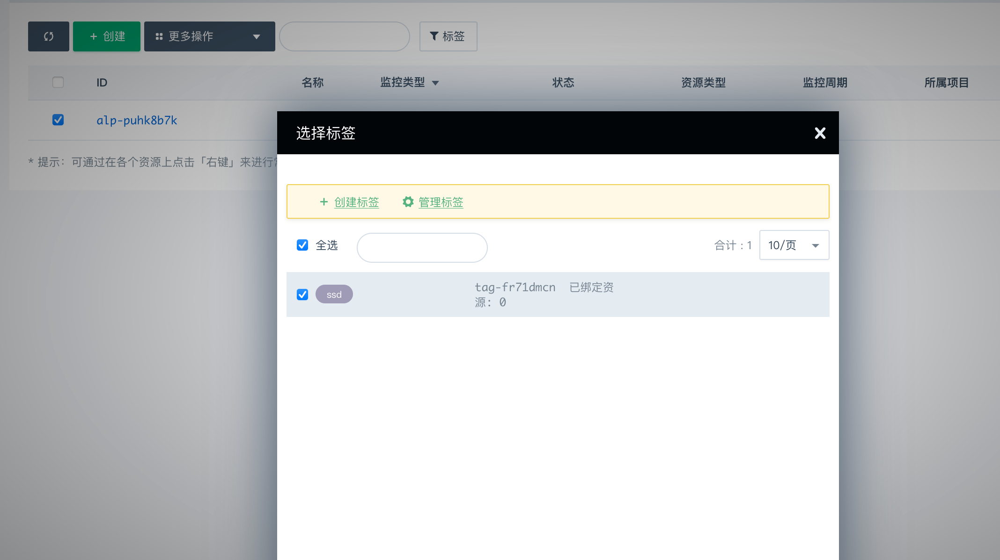 创建
更多操作
标签
ID 名称 监控类型 状态 资源类型 监控周期 所属项目
alp-puhk8b7k
* 提示：可通过在各个资源上点击「右键」来进行
选择标签
创建标签 管理标签
全选 合计：1 10/页
ssd tag-fr71dmcn 已绑定资
源： 0